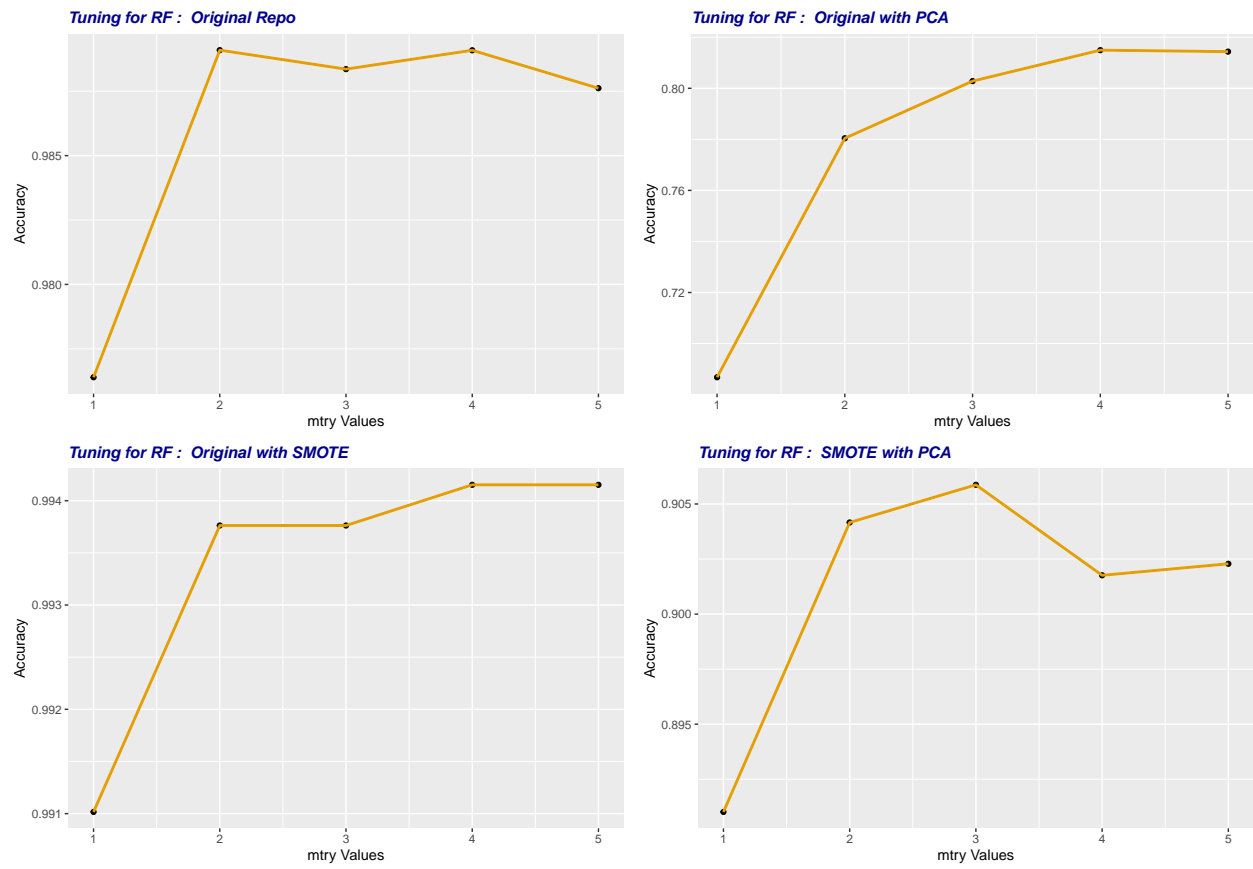 Tuning for RF : Original Repo
Accuracy
0.985
0.980
1 2 3 4 5
mtry Values
Tuning for RF : Original with PCA
Accuracy
0.80
0.76
0.72
1 2 3 4 5
mtry Values
Tuning for RF : Original with SMOTE
Accuracy
0.994
0.993
0.992
0.991
1 2 3 4 5
mtry Values
Tuning for RF : SMOTE with PCA
Accuracy
0.905
0.900
0.895
1 2 3 4 5
mtry Values